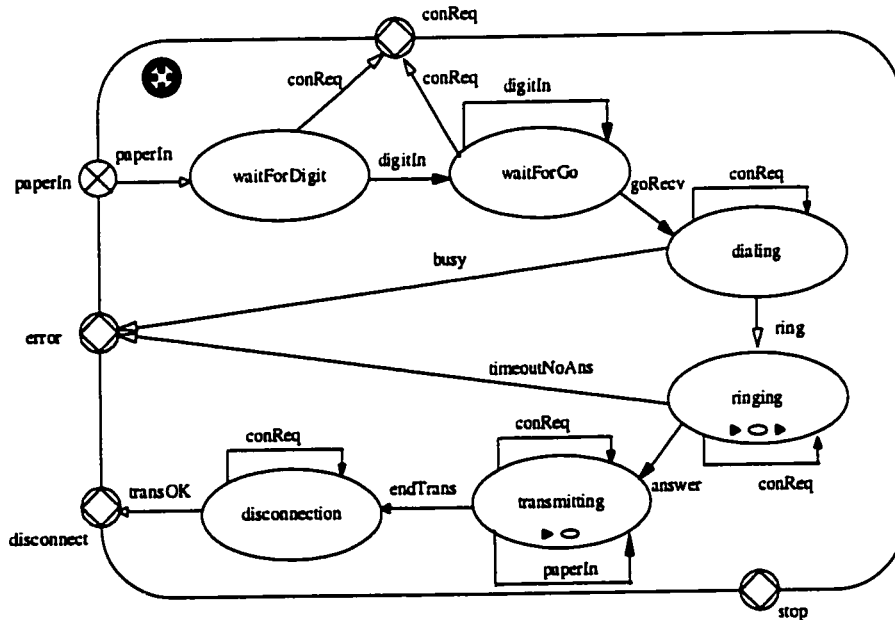 conReq
conReq
conReq
digitIn
paperIn
paperIn
waitForDigit
digitIn
waitForGo
goRecv
conReq
dialing
busy
ring
error
timeoutNoAns
ringing
conReq
conReq
conReq
answer
transOK
endTrans
transmitting
disconnection
disconnect
paperIn
stop